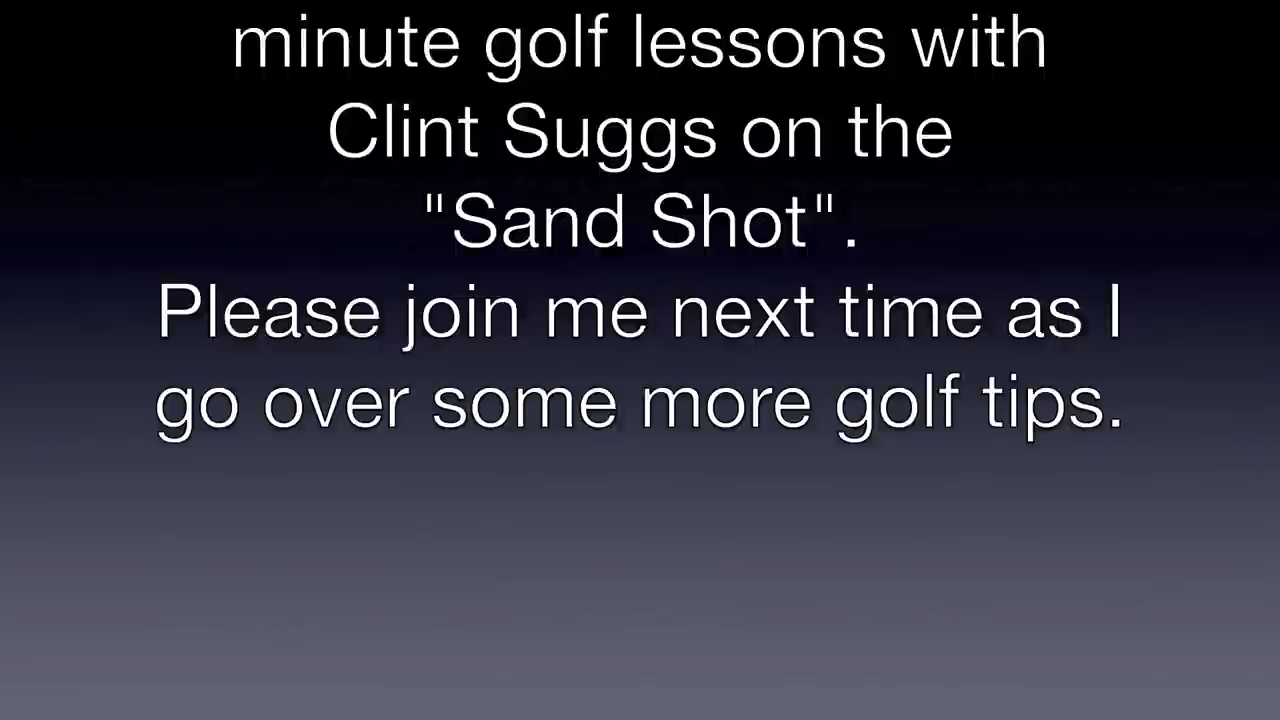 minute golf lessons with
Clint Suggs on the
"Sand Shot".
Please join me next time as I
go over some more golf tips.